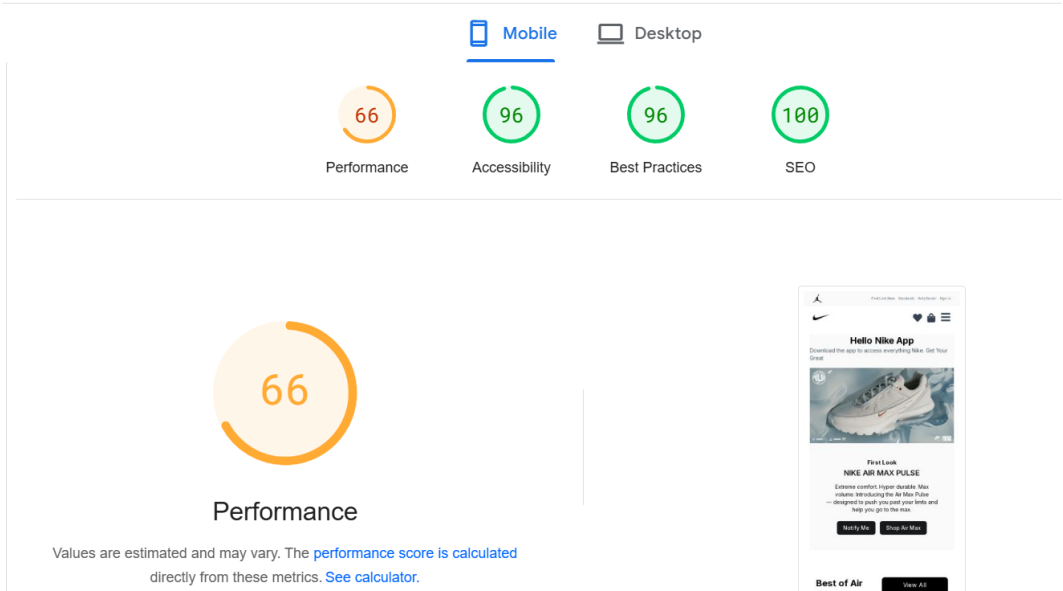 Mobile Desktop
66 96 96 100
Performance Accessibility Best Practices SEO
66
Performance
Values are estimated and may vary. The performance score is calculated
directly from these metrics. See calculator.
Hello Nike App
Download the app to access everything Nike. Get Your
Great
First Look
NIKE AIR MAX PULSE
Extreme comfort. Hyper durable. Max
volume. Introducing the Air Max Pulse
— designed to push you past your
and
help you go to the max.
Notify Me Shop Air Max
Best of Air View All